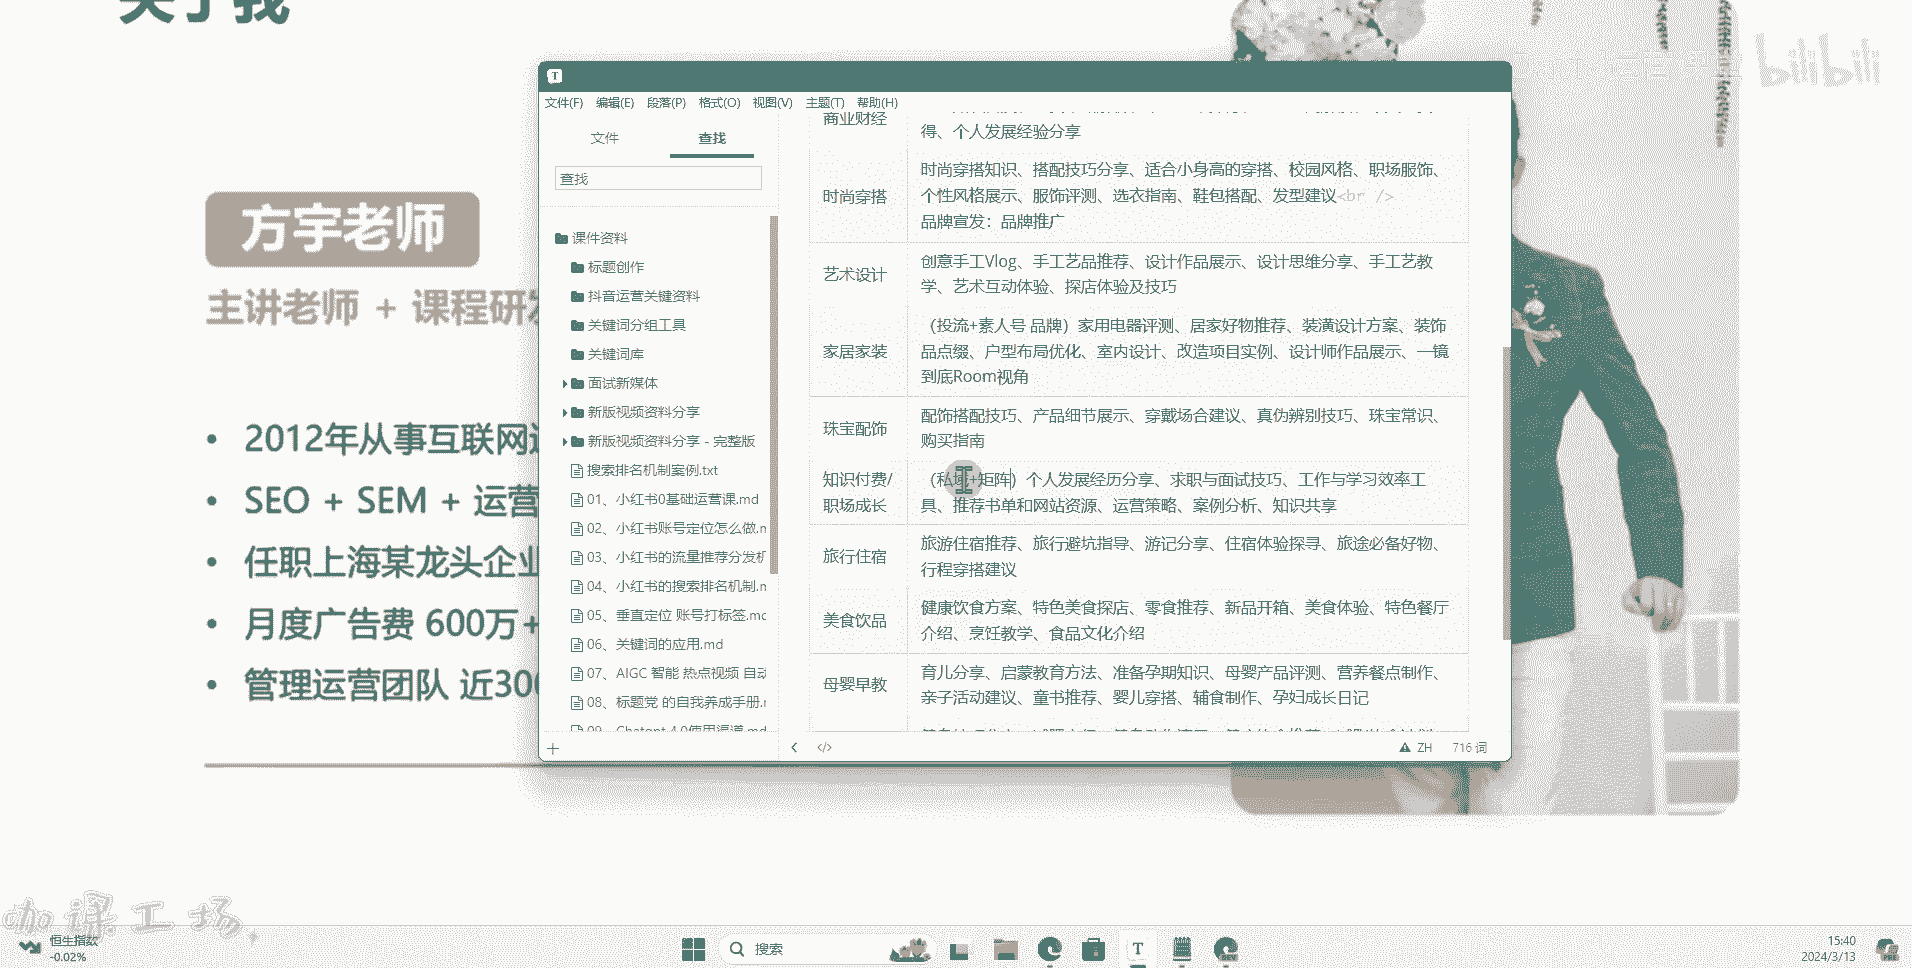 关于我
bilibili
方宇老师
主讲老师 + 课程研发
2012年从事互联网运
SEO + SEM + 运营
任职上海某龙头企业
月度广告费 600万+
管理运营团队 近300
文件(F) 编辑(E) 段落(P) 格式(O) 视图(V) 主题(T) 帮助(H)
文件 查找
查找
课件资料
标题创作
抖音运营关键资料
关键词分组工具
关键词库
面试新媒体
新版视频资料分享
新版视频资料分享 - 完整版
搜索排名机制案例.txt
01、小红书0基础运营课.md
02、小红书账号定位怎么做.m
03、小红书的流量推荐分发机
04、小红书的搜索排名机制.m
05、垂直定位 账号打标签.mc
06、关键词的应用.md
07、AIGC 智能 热点视频 自动
08、标题党 的自我养成手册.r
09、Chatgpt 4.0使用渠道.md
商业财经
得、个人发展经验分享
时尚穿搭
时尚穿搭知识、搭配技巧分享、适合小身高的穿搭、校园风格、职场服饰、
个性风格展示、服饰评测、选衣指南、鞋包搭配、发型建议<br />
品牌宣发：品牌推广
艺术设计
创意手工Vlog、手工艺品推荐、设计作品展示、设计思维分享、手工艺教
学、艺术互动体验、探店体验及技巧
家居家装
（投流+素人号 品牌）家用电器评测、居家好物推荐、装潢设计方案、装饰
品点缀、户型布局优化、室内设计、改造项目实例、设计师作品展示、一镜
到底Room视角
珠宝配饰
配饰搭配技巧、产品细节展示、穿戴场合建议、真伪辨别技巧、珠宝常识、
购买指南
知识付费/
职场成长
（私域+矩阵）个人发展经历分享、求职与面试技巧、工作与学习效率工
具、推荐书单和网站资源、运营策略、案例分析、知识共享
旅行住宿
旅游住宿推荐、旅行避坑指导、游记分享、住宿体验探寻、旅途必备好物、
行程穿搭建议
美食饮品
健康饮食方案、特色美食探店、零食推荐、新品开箱、美食体验、特色餐厅
介绍、烹饪教学、食品文化介绍
母婴早教
育儿分享、启蒙教育方法、准备孕期知识、母婴产品评测、营养餐点制作、
亲子活动建议、童书推荐、婴儿穿搭、辅食制作、孕妇成长日记
</> ZH 716 词
咖课工场
恒生指数
-0.02%
搜索
T
DEV
15:40
2024/3/13
PRE